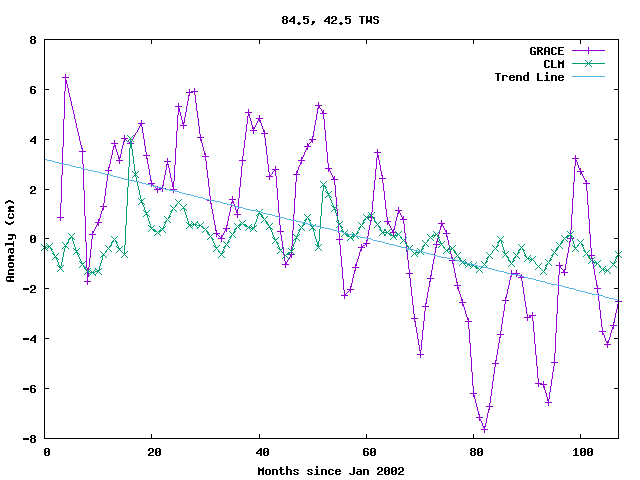 84.5, 42.5 TWS
GRACE
CLM
Trend Line
Anomaly (cm)
8
6
4
2
0
-2
-4
-6
-8
0 20 40 60 80 100
Months since Jan 2002